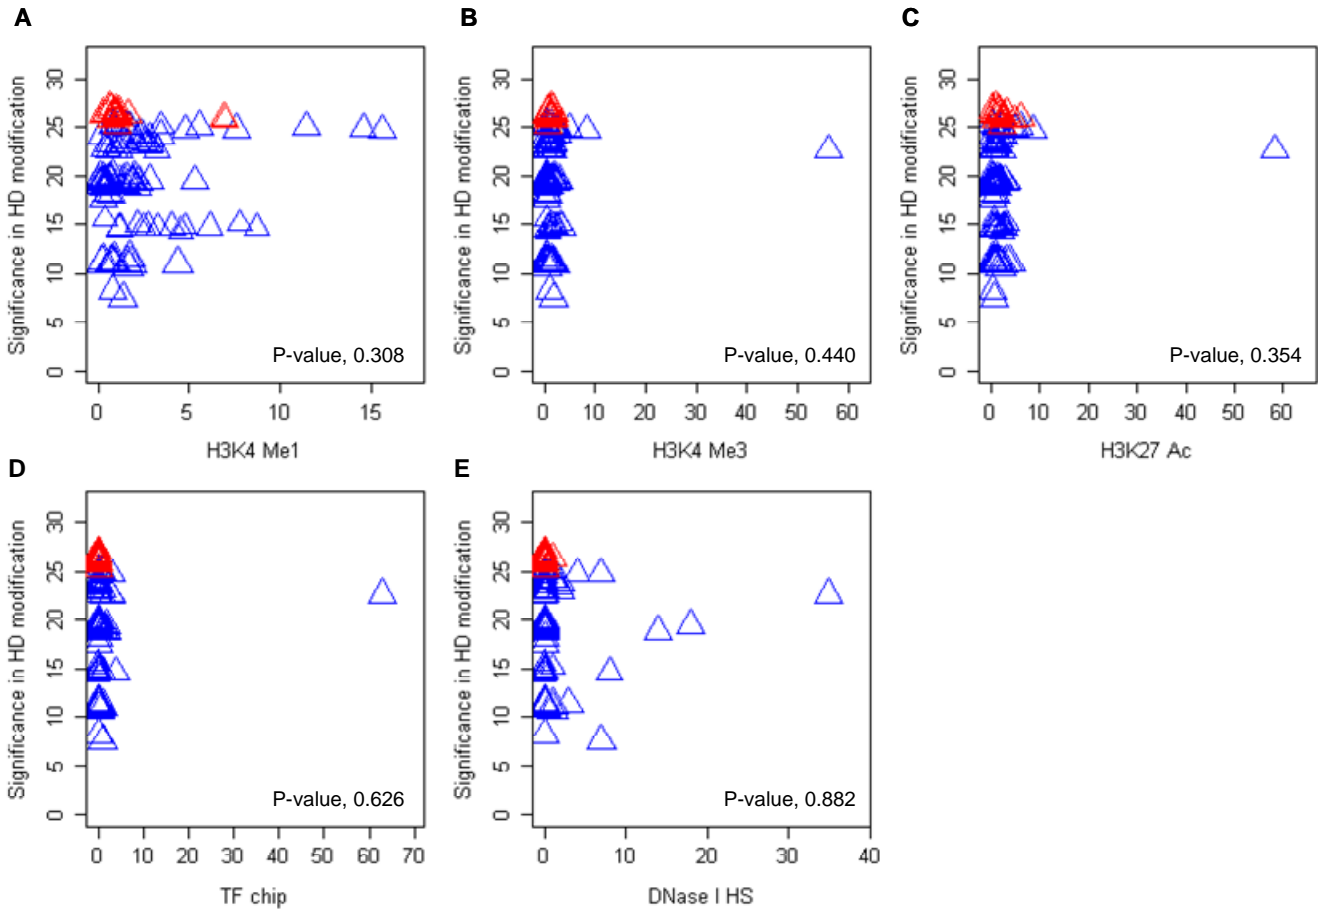 A
Significance in HD modification
0 5 10 15 20 25 30
P-value, 0.308
0 5 10 15
H3K4 Me1
B
Significance in HD modification
0 5 10 15 20 25 30
P-value, 0.440
0 10 20 30 40 50 60
H3K4 Me3
C
Significance in HD modification
0 5 10 15 20 25 30
P-value, 0.354
0 10 20 30 40 50 60
H3K27 Ac
D
Significance in HD modification
0 5 10 15 20 25 30
P-value, 0.626
0 10 20 30 40 50 60 70
TF chip
E
Significance in HD modification
0 5 10 15 20 25 30
P-value, 0.882
0 10 20 30 40
DNase I HS